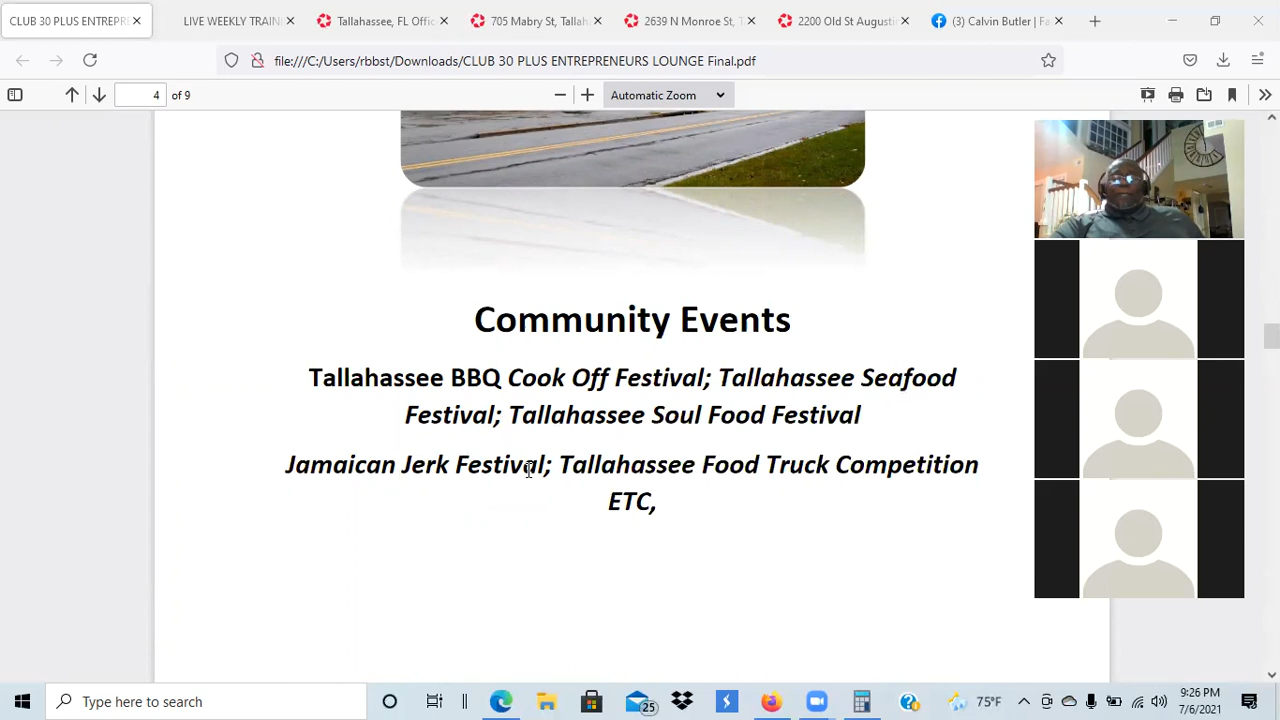 CLUB 30 PLUS ENTREPRE
LIVE WEEKLY TRAIN
Tallahassee, FL Offic
705 Mabry St, Tallah
2639 N Monroe St, T
2200 Old St Augusti
(3) Calvin Butler | Fa
file:///C:/Users/rbbst/Downloads/CLUB 30 PLUS ENTREPRENEURS LOUNGE Final.pdf
4 of 9
Automatic Zoom
Community Events
Tallahassee BBQ Cook Off Festival; Tallahassee Seafood
Festival; Tallahassee Soul Food Festival
Jamaican Jerk Festival; Tallahassee Food Truck Competition
ETC,
Type here to search
25
75°F
9:26 PM
7/6/2021